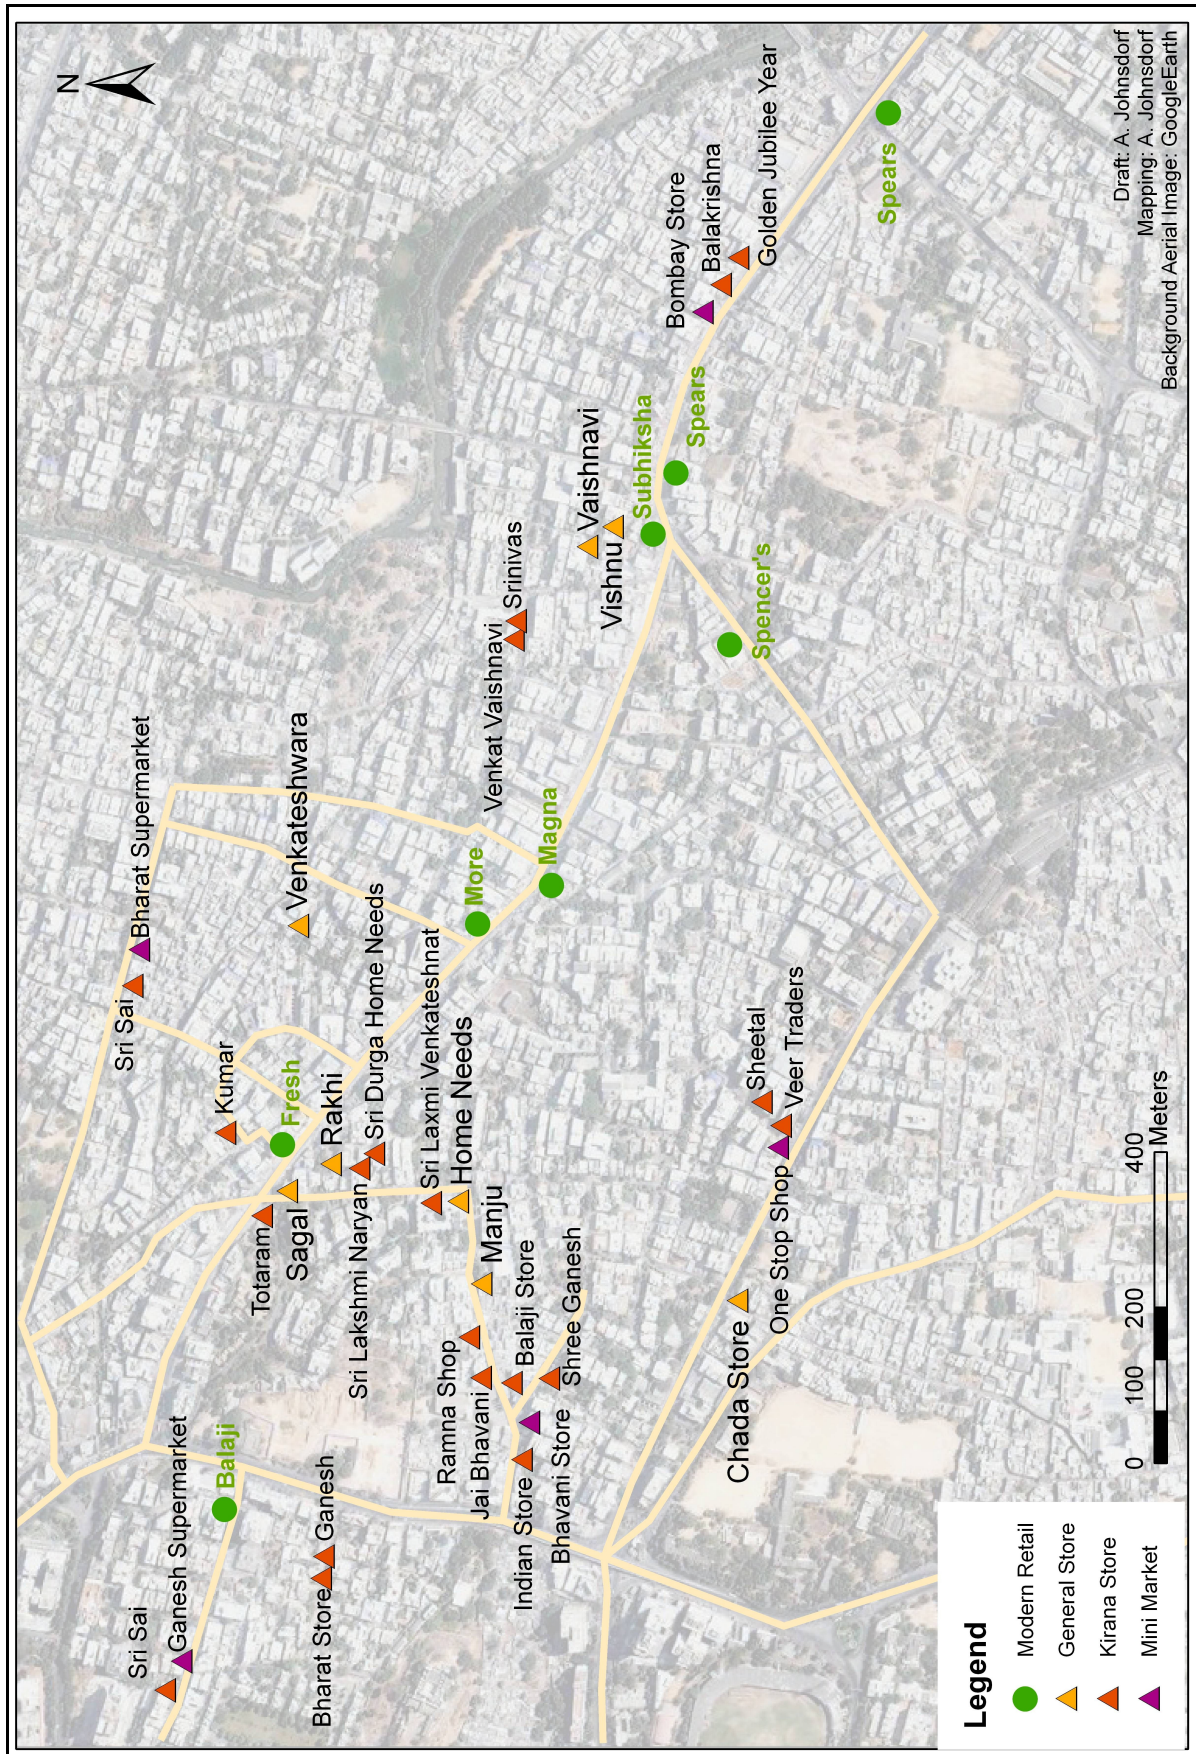 N
Sri Sai
Ganesh Supermarket
Balaji
Bharat Store
Ganesh
Sri Sai
Bharat Supermarket
Kumar
Fresh
Venkateshwara
Totaram
Sagal
Rakhi
Sri Lakshmi Naryan
Sri Durga Home Needs
Sri Laxmi Venkateshnat
Home Needs
More
Magna
Manju
Ramna Shop
Jai Bhavani
Balaji Store
Indian Store
Shree Ganesh
Bhavani Store
Venkat Vaishnavi
Srinivas
Vaishnavi
Vishnu
Subhiksha
Spears
Spencer's
Bombay Store
Balakrishna
Golden Jubilee Year
Spears
Sheetal
Veer Traders
One Stop Shop
Chada Store
Legend
Modern Retail
General Store
Kirana Store
Mini Market
0 100 200 400
Meters
Draft: A. Johnsdorf
Mapping: A. Johnsdorf
Background Aerial Image: GoogleEarth